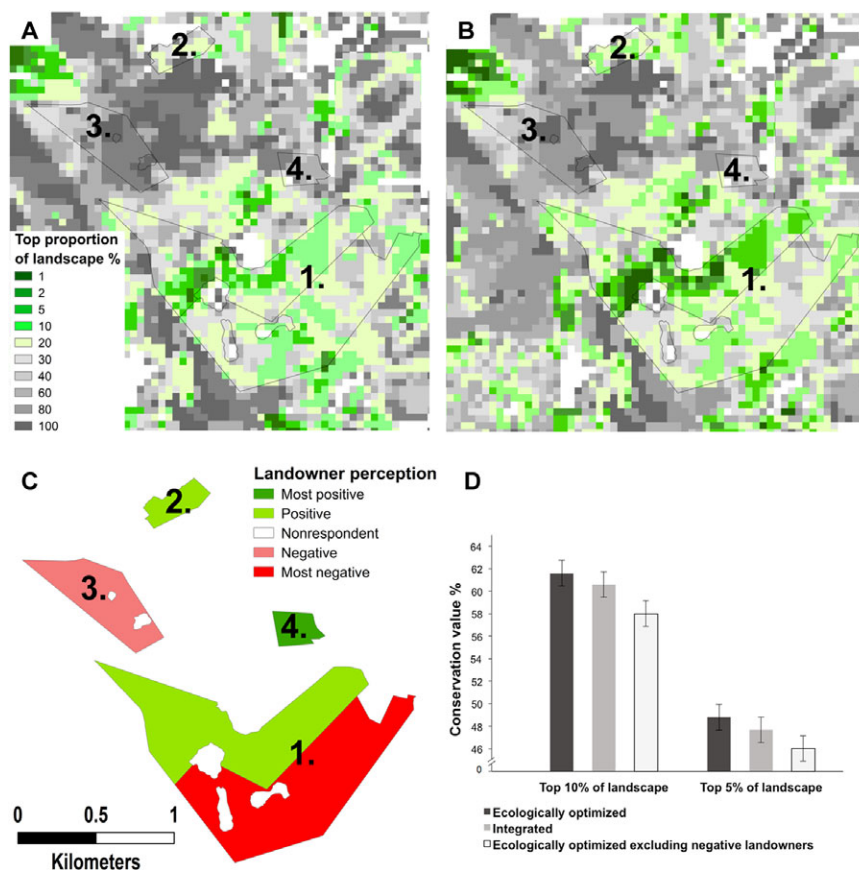 A
2.
3.
4.
1.
Top proportion
of landscape %
1
2
5
10
20
30
40
60
80
100
B
2.
3.
4.
1.
C
2.
3.
4.
1.
Landowner perception
Most positive
Positive
Nonrespondent
Negative
Most negative
0 0.5 1
Kilometers
D
Conservation value %
64
62
60
58
56
54
52
50
48
46
0
Top 10% of landscape Top 5% of landscape
Ecologically optimized
Integrated
Ecologically optimized excluding negative landowners